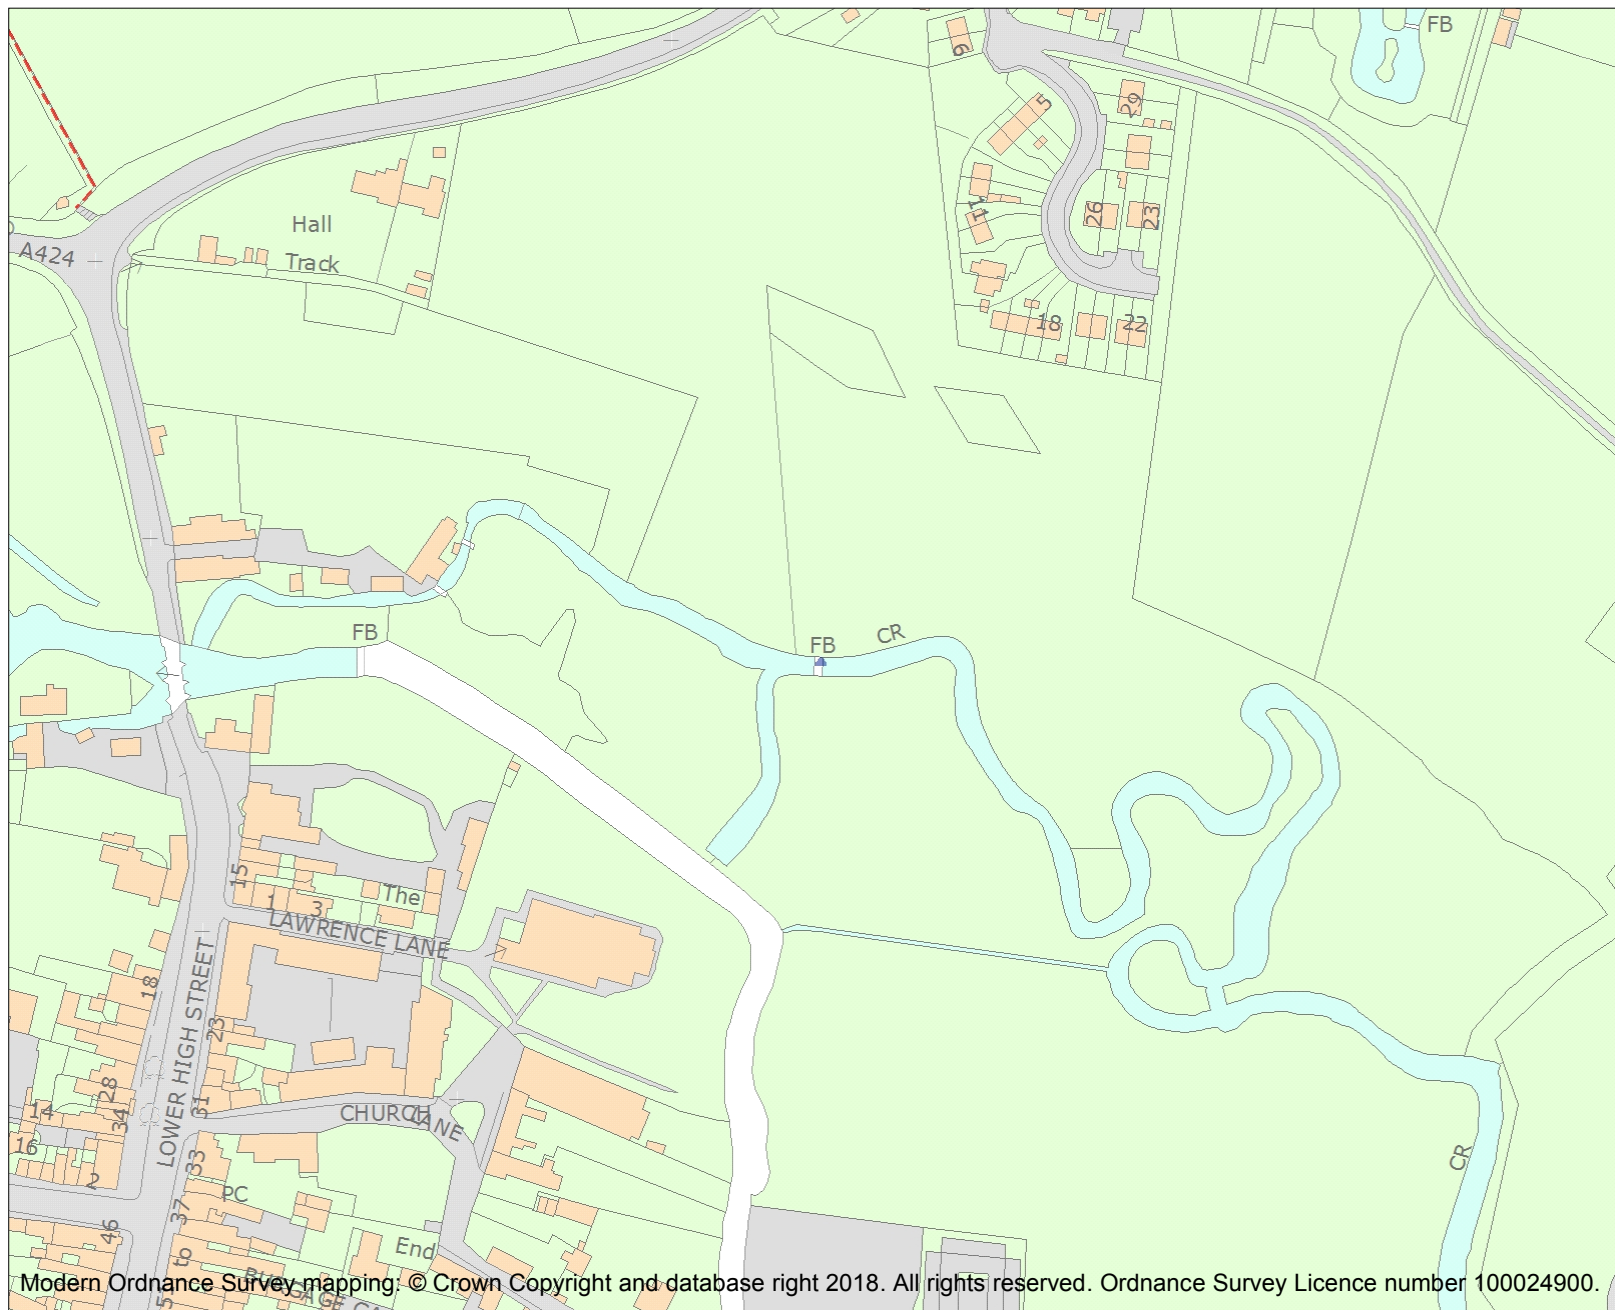 FB
6
5
29
Hall
11
26
23
A424
Track
18
22
FB
FB
CR
15
1
3
The
LAWRENCE LANE
18
LOWER HIGH STREET
23
28
14
34
31
CHURCH LANE
16
33
CR
2
PC
37
46
to
End
Modern Ordnance Survey mapping: © Crown Copyright and database right 2018. All rights reserved. Ordnance Survey Licence number 100024900.